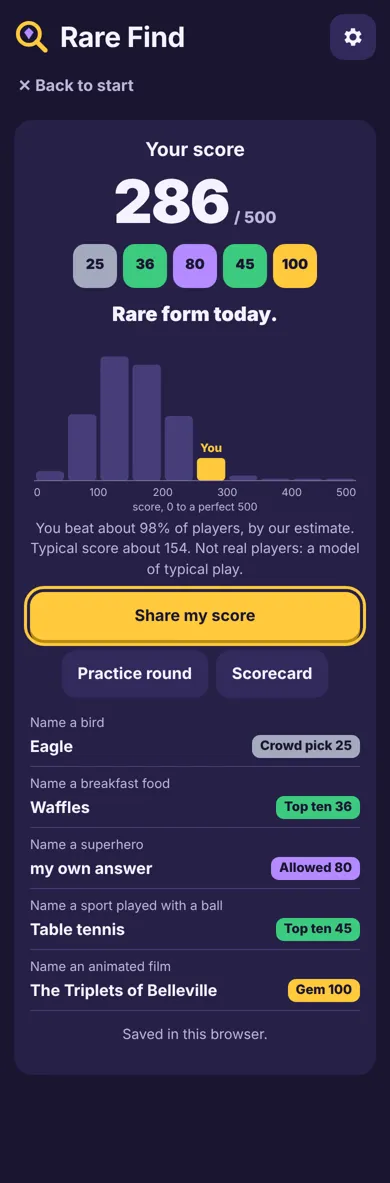 Rare Find
✕ Back to start
Your score
286 / 500
25 36 80 45 100
Rare form today.
You
0 100 200 300 400 500
score, 0 to a perfect 500
You beat about 98% of players, by our estimate.
Typical score about 154. Not real players: a model
of typical play.
Share my score
Practice round Scorecard
Name a bird
Eagle Crowd pick 25
Name a breakfast food
Waffles Top ten 36
Name a superhero
my own answer Allowed 80
Name a sport played with a ball
Table tennis Top ten 45
Name an animated film
The Triplets of Belleville Gem 100
Saved in this browser.